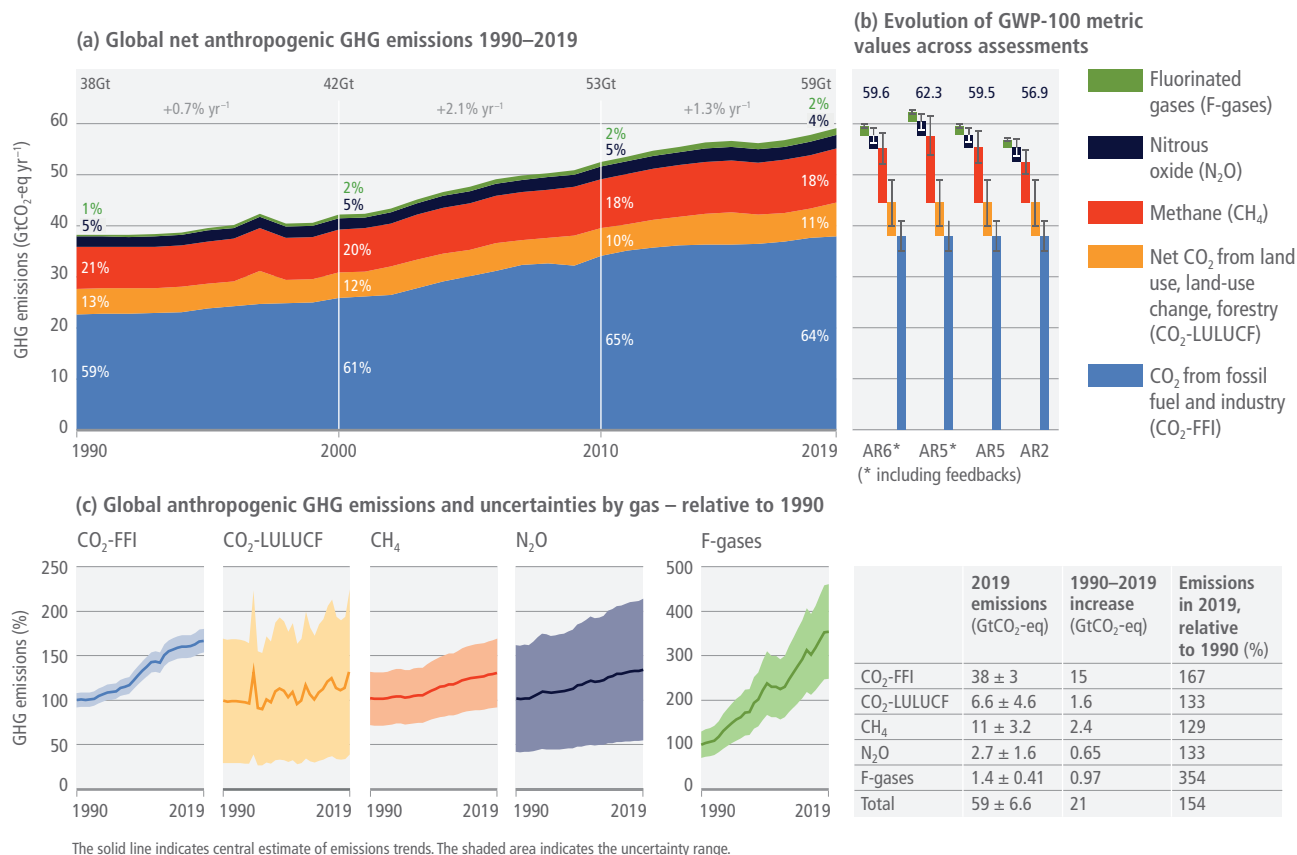 (a) Global net anthropogenic GHG emissions 1990–2019
38Gt
42Gt
53Gt
59Gt
+0.7% yr⁻¹
+2.1% yr⁻¹
+1.3% yr⁻¹
GHG emissions (GtCO₂-eq yr⁻¹)
60
50
40
30
20
10
0
1%
5%
21%
13%
59%
2%
5%
20%
12%
61%
2%
5%
18%
10%
65%
2%
4%
18%
11%
64%
1990
2000
2010
2019
(b) Evolution of GWP-100 metric
values across assessments
59.6
62.3
59.5
56.9
AR6*
AR5*
AR5
AR2
(* including feedbacks)
Fluorinated
gases (F-gases)
Nitrous
oxide (N₂O)
Methane (CH₄)
Net CO₂ from land
use, land-use
change, forestry
(CO₂-LULUCF)
CO₂ from fossil
fuel and industry
(CO₂-FFI)
(c) Global anthropogenic GHG emissions and uncertainties by gas – relative to 1990
GHG emissions (%)
CO₂-FFI
CO₂-LULUCF
CH₄
N₂O
F-gases
250
200
150
100
50
0
500
400
300
200
100
0
1990 2019
1990 2019
1990 2019
1990 2019
1990 2019
2019
emissions
(GtCO₂-eq)
1990–2019
increase
(GtCO₂-eq)
Emissions
in 2019,
relative
to 1990 (%)
CO₂-FFI 38 ± 3 15 167
CO₂-LULUCF 6.6 ± 4.6 1.6 133
CH₄ 11 ± 3.2 2.4 129
N₂O 2.7 ± 1.6 0.65 133
F-gases 1.4 ± 0.41 0.97 354
Total 59 ± 6.6 21 154
The solid line indicates central estimate of emissions trends. The shaded area indicates the uncertainty range.